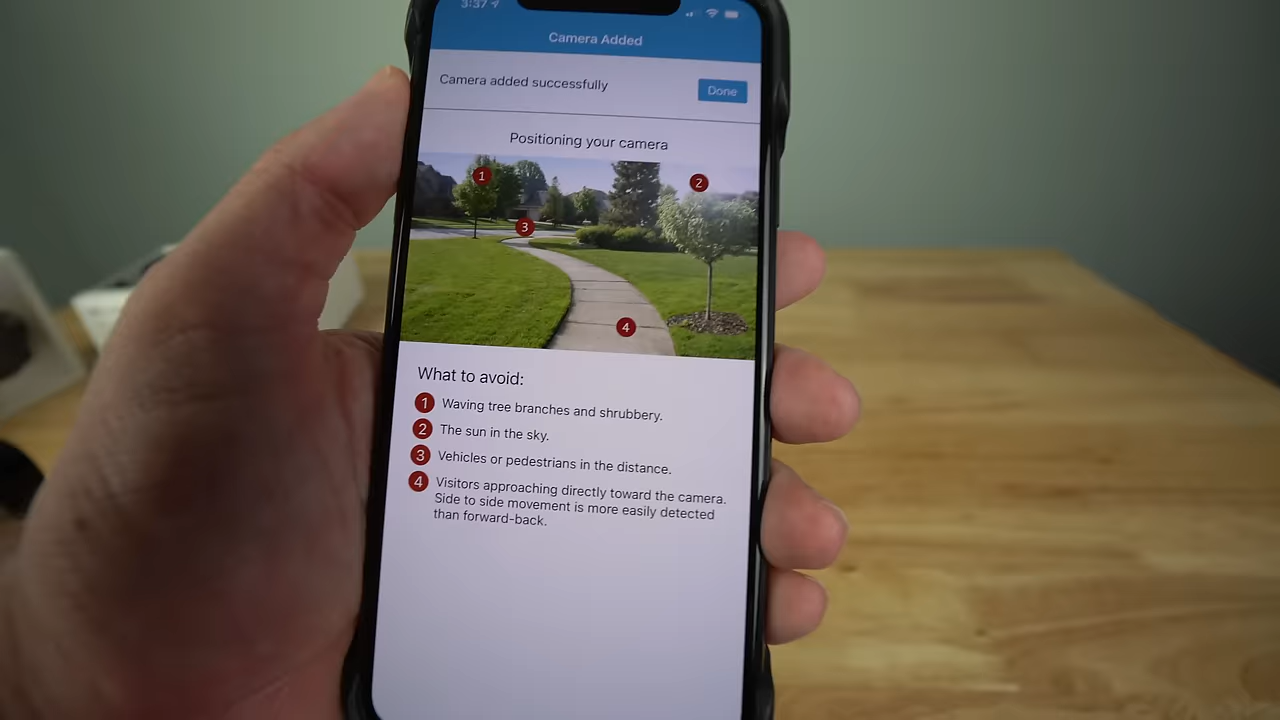 3:37
Camera Added
Camera added successfully
Done
Positioning your camera
1
2
3
4
What to avoid:
1 Waving tree branches and shrubbery.
2 The sun in the sky.
3 Vehicles or pedestrians in the distance.
4 Visitors approaching directly toward the camera.
Side to side movement is more easily detected
than forward-back.